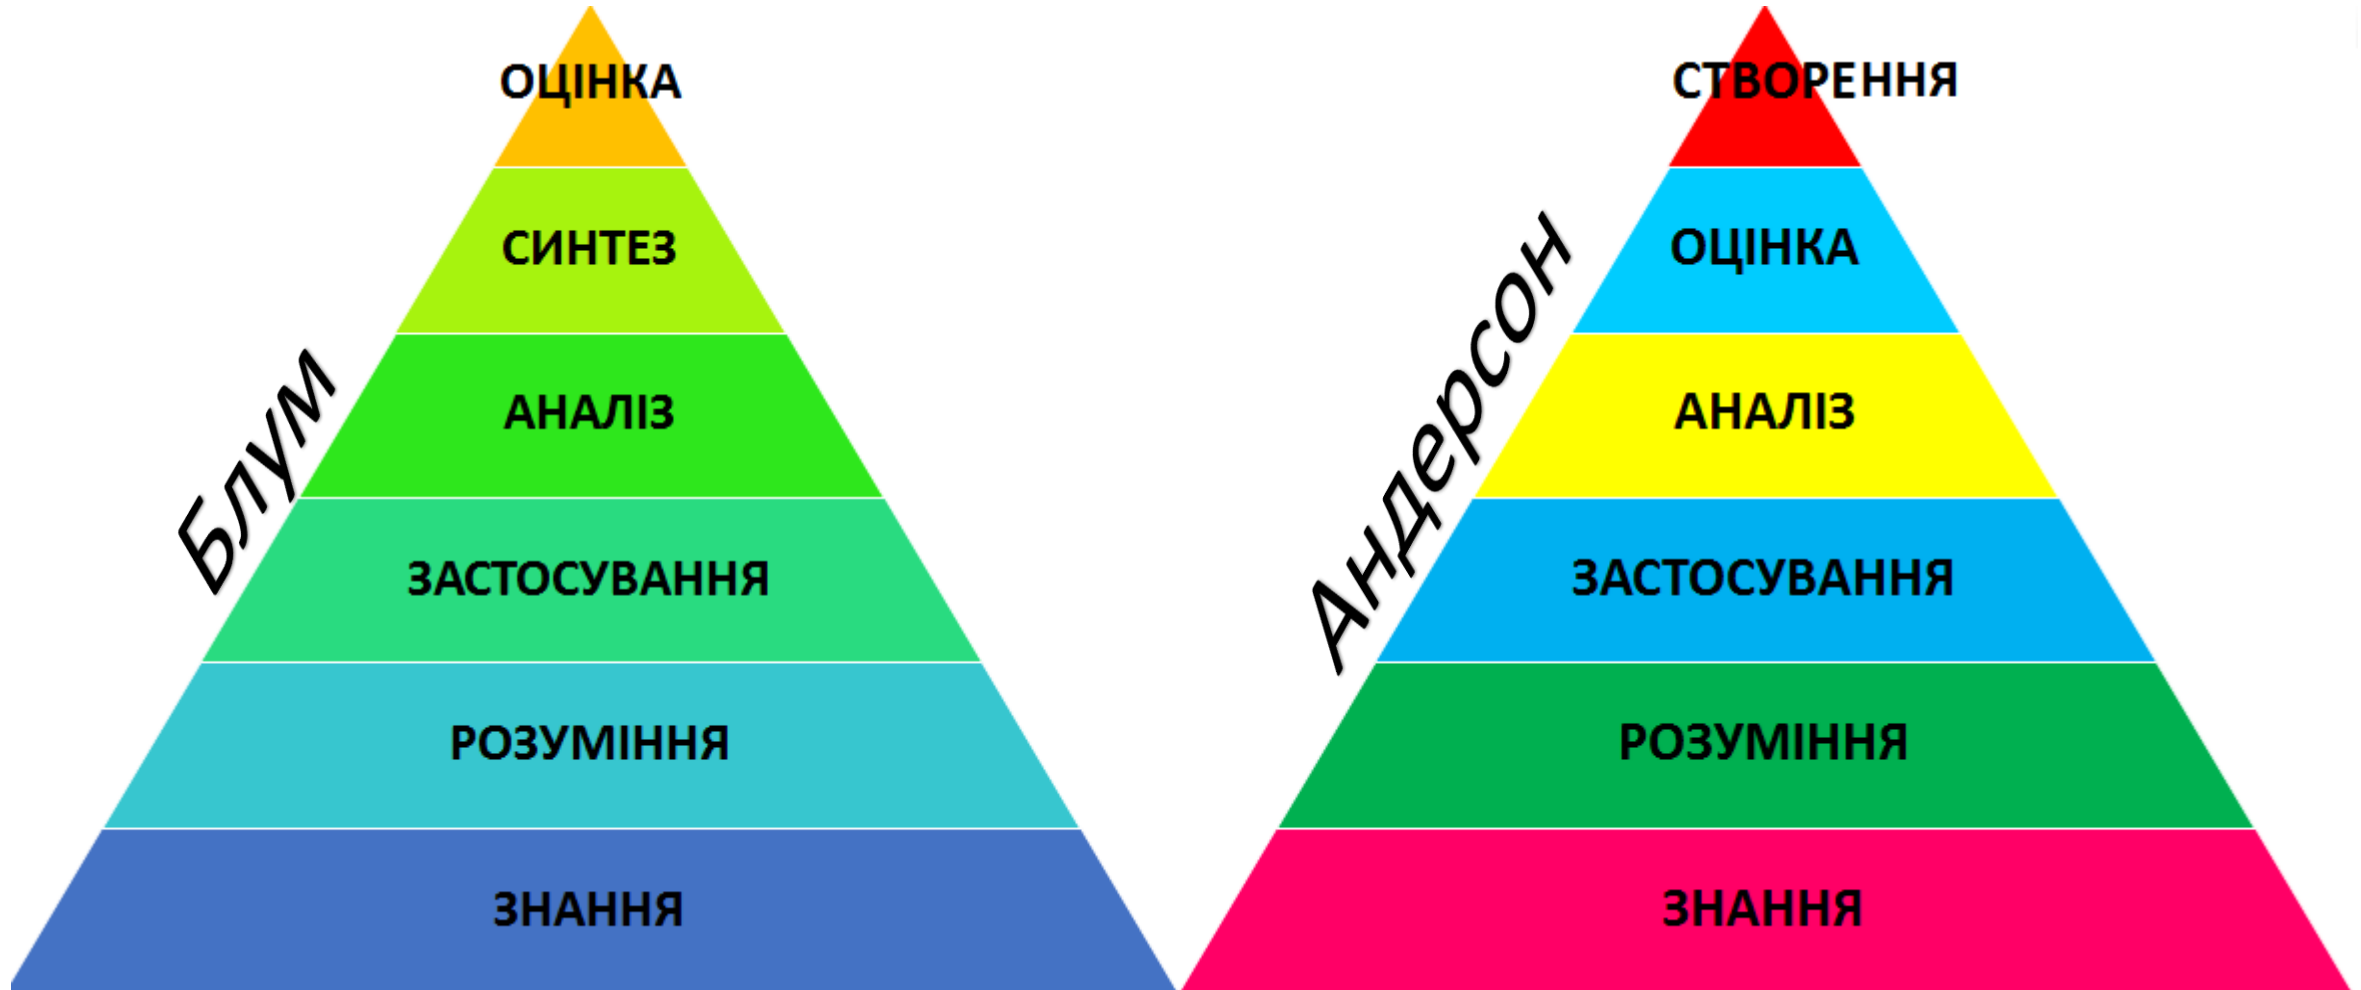 Блум
ОЦІНКА
СИНТЕЗ
АНАЛІЗ
ЗАСТОСУВАННЯ
РОЗУМІННЯ
ЗНАННЯ
Андерсон
СТВОРЕННЯ
ОЦІНКА
АНАЛІЗ
ЗАСТОСУВАННЯ
РОЗУМІННЯ
ЗНАННЯ